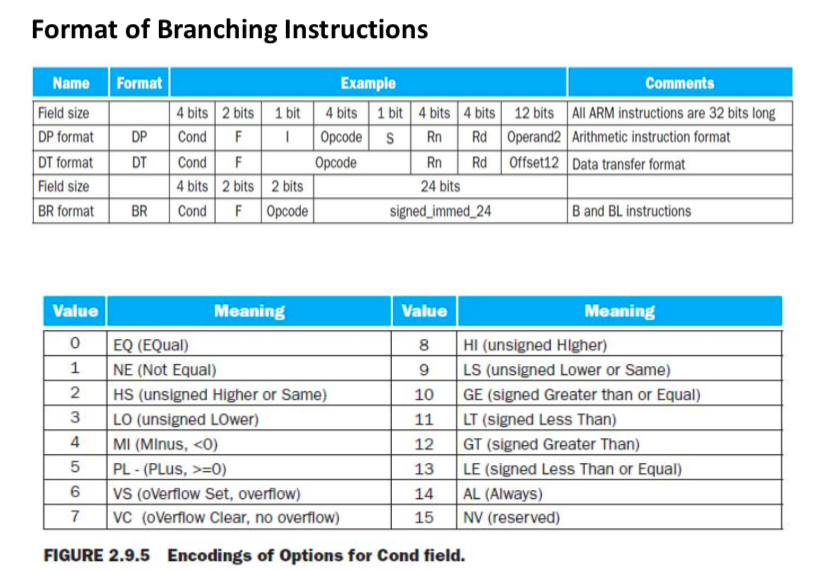 Format of Branching Instructions
Name Format Example Comments
Field size 4 bits 2 bits 1 bit 4 bits 1 bit 4 bits 4 bits 12 bits All ARM instructions are 32 bits long
DP format DP Cond F I Opcode S Rn Rd Operand2 Arithmetic instruction format
DT format DT Cond F Opcode Rn Rd Offset12 Data transfer format
Field size 4 bits 2 bits 2 bits 24 bits
BR format BR Cond F Opcode signed_immed_24 B and BL instructions
Value Meaning Value Meaning
0 EQ (EQual) 8 HI (unsigned HIgher)
1 NE (Not Equal) 9 LS (unsigned Lower or Same)
2 HS (unsigned Higher or Same) 10 GE (signed Greater than or Equal)
3 LO (unsigned LOwer) 11 LT (signed Less Than)
4 MI (MInus, <0) 12 GT (signed Greater Than)
5 PL - (PLus, >=0) 13 LE (signed Less Than or Equal)
6 VS (oVerflow Set, overflow) 14 AL (Always)
7 VC (oVerflow Clear, no overflow) 15 NV (reserved)
FIGURE 2.9.5 Encodings of Options for Cond field.